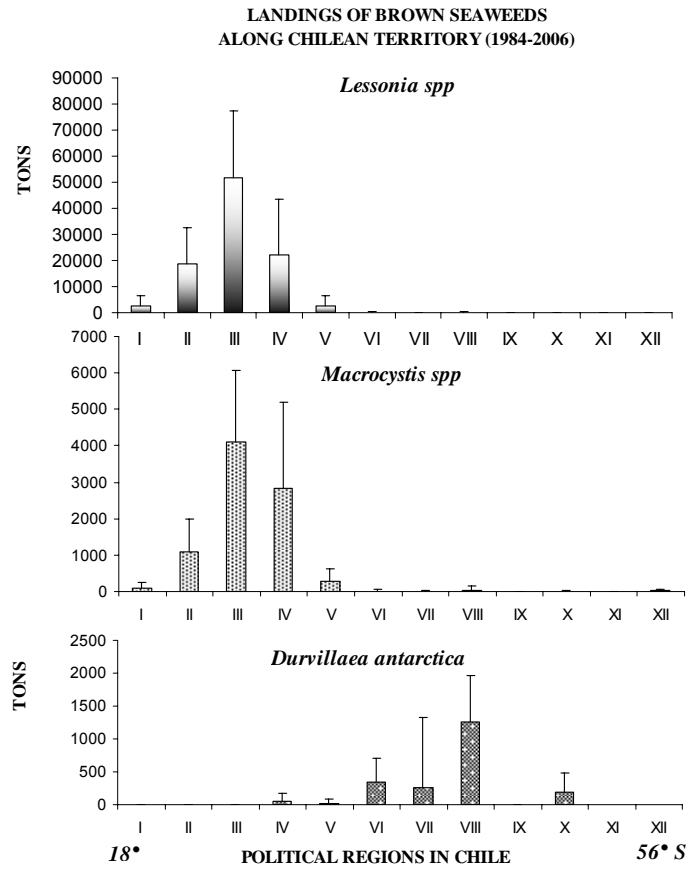 LANDINGS OF BROWN SEAWEEDS
ALONG CHILEAN TERRITORY (1984-2006)
Lessonia spp
TONS
90000
80000
70000
60000
50000
40000
30000
20000
10000
0
I II III IV V VI VII VIII IX X XI XII
Macrocystis spp
7000
6000
5000
4000
3000
2000
1000
0
I II III IV V VI VII VIII IX X XI XII
Durvillaea antarctica
TONS
2500
2000
1500
1000
500
0
I II III IV V VI VII VIII IX X XI XII
18° POLITICAL REGIONS IN CHILE 56° S